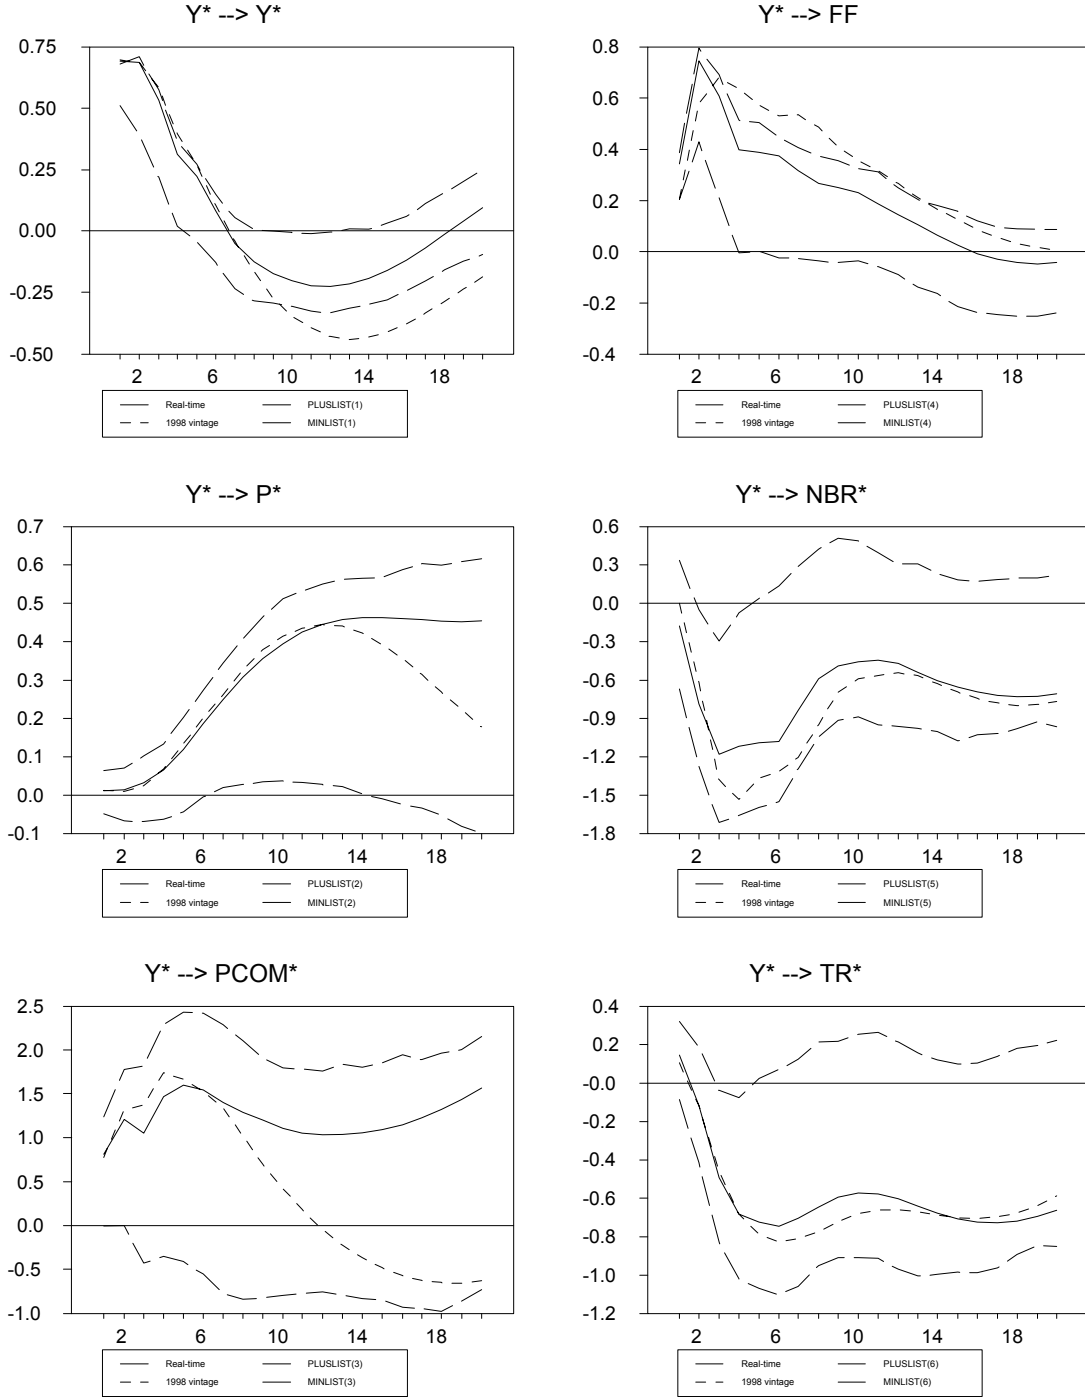 Y* --> Y*
0.75
0.50
0.25
0.00
-0.25
-0.50
2 6 10 14 18
Real-time PLUSLIST(1)
1998 vintage MINLIST(1)
Y* --> FF
0.8
0.6
0.4
0.2
0.0
-0.2
-0.4
2 6 10 14 18
Real-time PLUSLIST(4)
1998 vintage MINLIST(4)
Y* --> P*
0.7
0.6
0.5
0.4
0.3
0.2
0.1
0.0
-0.1
2 6 10 14 18
Real-time PLUSLIST(2)
1998 vintage MINLIST(2)
Y* --> NBR*
0.6
0.3
0.0
-0.3
-0.6
-0.9
-1.2
-1.5
-1.8
2 6 10 14 18
Real-time PLUSLIST(5)
1998 vintage MINLIST(5)
Y* --> PCOM*
2.5
2.0
1.5
1.0
0.5
0.0
-0.5
-1.0
2 6 10 14 18
Real-time PLUSLIST(3)
1998 vintage MINLIST(3)
Y* --> TR*
0.4
0.2
-0.0
-0.2
-0.4
-0.6
-0.8
-1.0
-1.2
2 6 10 14 18
Real-time PLUSLIST(6)
1998 vintage MINLIST(6)